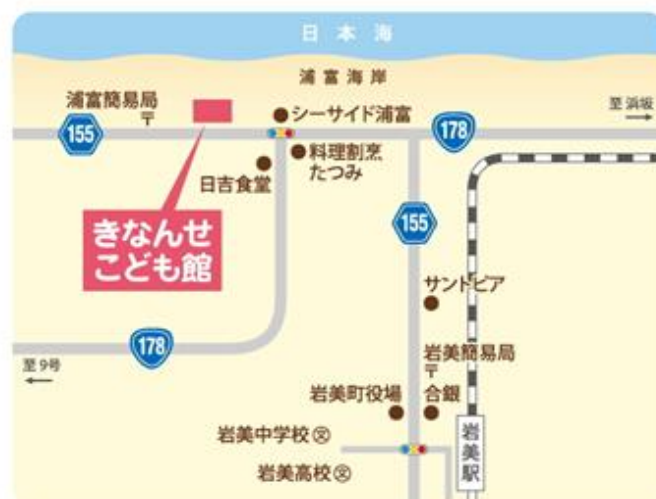 日本海
浦富海岸
浦富簡易局
〒
シーサイド浦富
至浜坂
155
178
料理割烹
たつみ
日吉食堂
きなんせ
こども館
155
サンドピア
178
至9号
岩美簡易局
〒
岩美町役場
合銀
岩美中学校 文
岩美駅
岩美高校 文